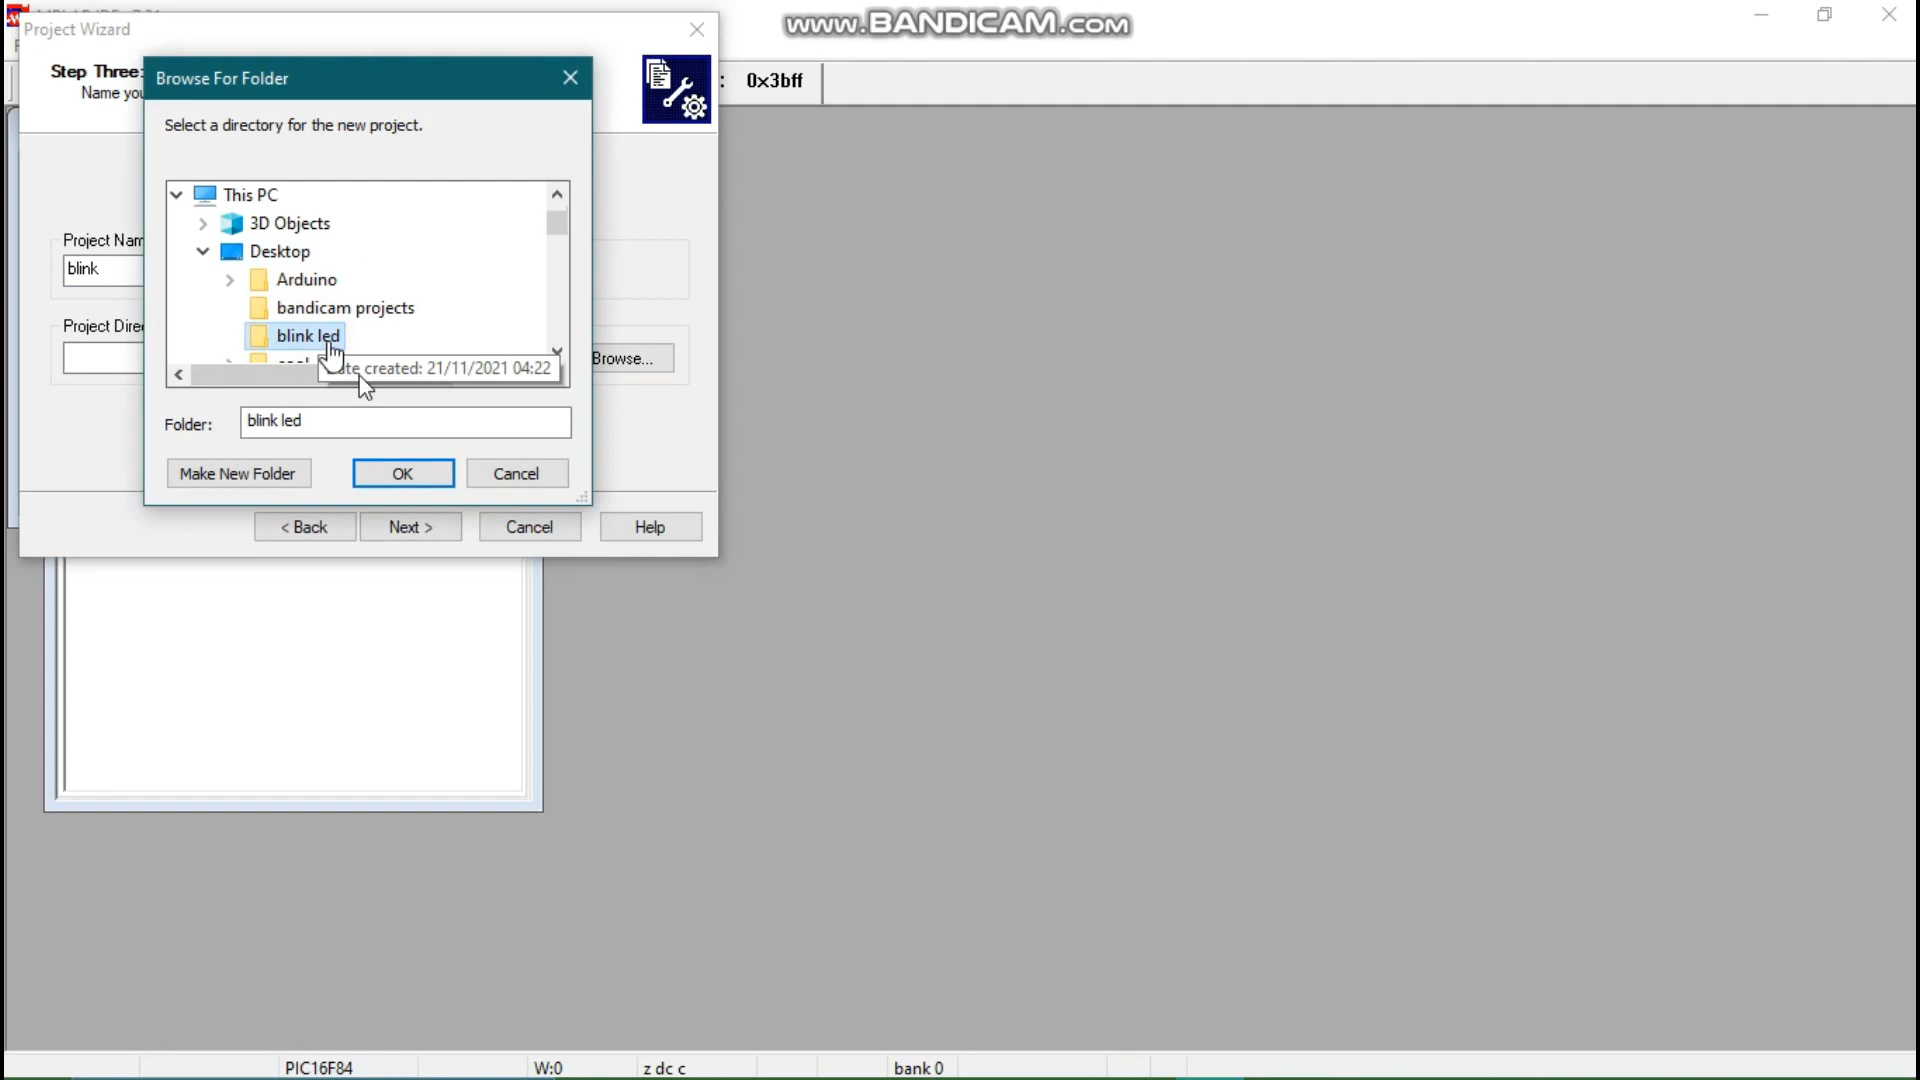 www.BANDICAM.com
Project Wizard
Step Three:
Name you
0x3bff
Browse For Folder
Select a directory for the new project.
This PC
3D Objects
Desktop
Arduino
bandicam projects
blink led
Date created: 21/11/2021 04:22
Project Nam
blink
Project Dire
Browse...
Folder:
blink led
Make New Folder
OK
Cancel
< Back
Next >
Cancel
Help
PIC16F84
W:0
z dc c
bank 0